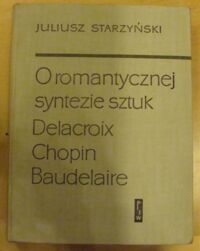 JULIUSZ STARZYŃSKI
O romantycznej
syntezie sztuk
Delacroix
Chopin
Baudelaire
PIW